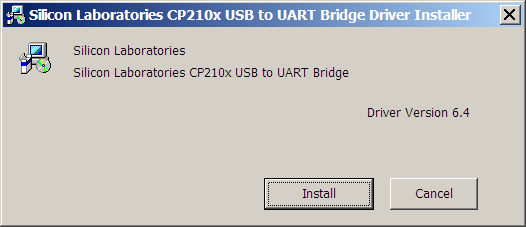 Silicon Laboratories CP210x USB to UART Bridge Driver Installer
Silicon Laboratories
Silicon Laboratories CP210x USB to UART Bridge
Driver Version 6.4
Install
Cancel